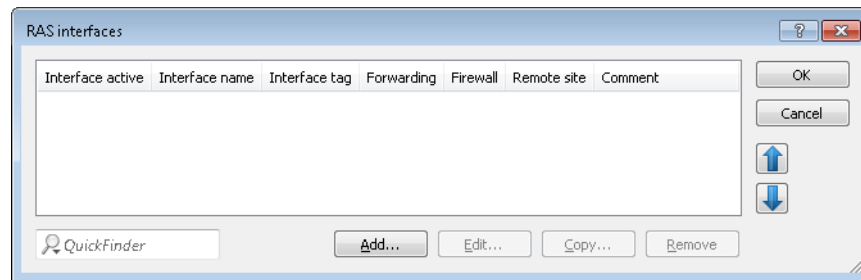 RAS interfaces
Interface active Interface name Interface tag Forwarding Firewall Remote site Comment
OK
Cancel
QuickFinder
Add...
Edit...
Copy...
Remove